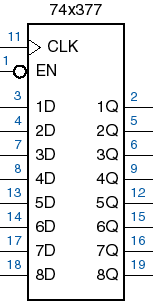 74x377
11 CLK
1 EN
3 1D 1Q 2
4 2D 2Q 5
7 3D 3Q 6
8 4D 4Q 9
13 5D 5Q 12
14 6D 6Q 15
17 7D 7Q 16
18 8D 8Q 19